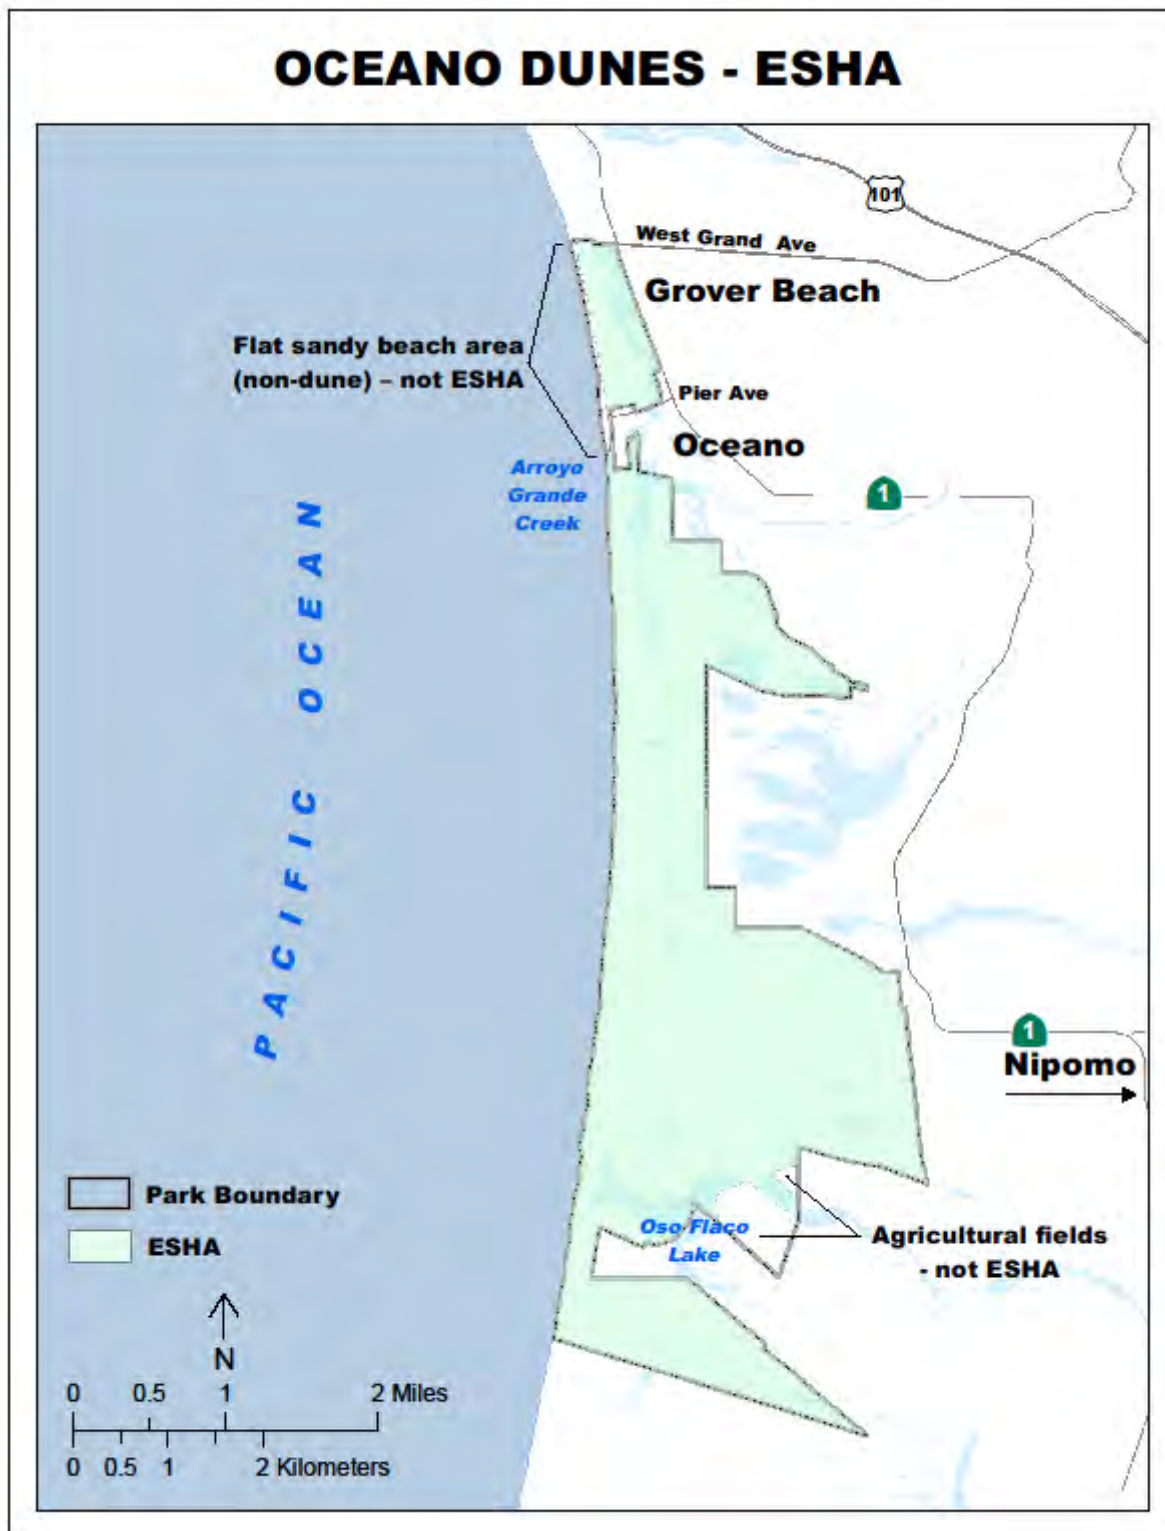 OCEANO DUNES - ESHA
101
West Grand Ave
Grover Beach
Flat sandy beach area
(non-dune) – not ESHA
Pier Ave
Oceano
Arroyo
Grande
Creek
1
PACIFIC OCEAN
1
Nipomo
Park Boundary
ESHA
Oso Flaco
Lake
Agricultural fields
- not ESHA
N
0 0.5 1 2 Miles
0 0.5 1 2 Kilometers